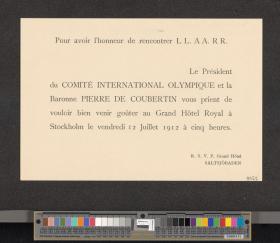 Pour avoir l'honneur de rencontrer L L. A A. R R.
Le Président
du COMITÉ INTERNATIONAL OLYMPIQUE et la
Baronne PIERRE DE COUBERTIN vous prient de
vouloir bien venir goûter au Grand Hôtel Royal à
Stockholm le vendredi 12 Juillet 1912 à cinq heures.
R. S. V. P. Grand Hôtel
SALTSJÖBADEN